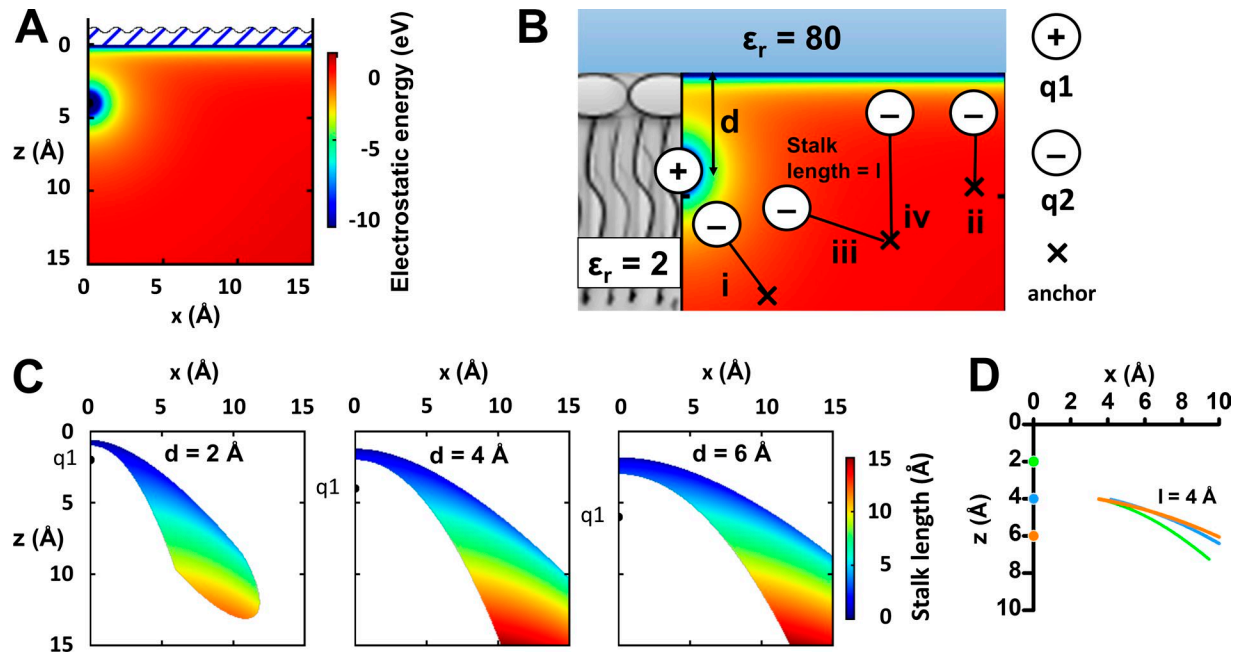 A
0
5
z (Å)
10
15
0
5
10
15
x (Å)
0
-5
-10
Electrostatic energy (eV)
B
εr = 80
d
+
Stalk
length = l
−
−
−
−
iv
ii
iii
i
εr = 2
+
q1
−
q2
anchor
C
x (Å)
x (Å)
x (Å)
0 5 10 15
0 5 10 15
0 5 10 15
0
q1
5
z (Å)
10
15
d = 2 Å
q1
d = 4 Å
q1
d = 6 Å
15
10
5
0
Stalk length (Å)
D
x (Å)
0 2 4 6 8 10
0
2
4
6
8
10
z (Å)
l = 4 Å